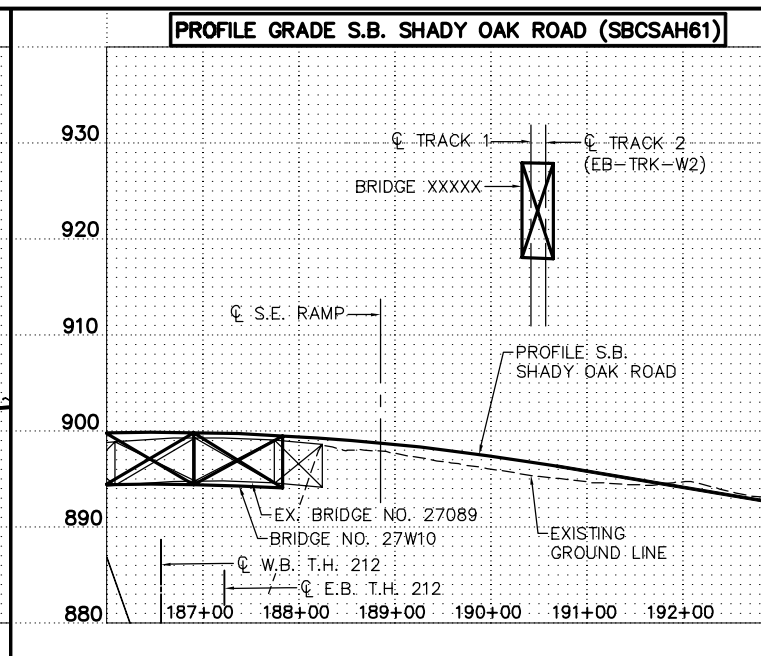 PROFILE GRADE S.B. SHADY OAK ROAD (SBCSAH61)
930
℄ TRACK 1
℄ TRACK 2
(EB-TRK-W2)
BRIDGE XXXXX
920
℄ S.E. RAMP
910
PROFILE S.B.
SHADY OAK ROAD
900
890
EX. BRIDGE NO. 27089
BRIDGE NO. 27W10
EXISTING
GROUND LINE
℄ W.B. T.H. 212
℄ E.B. T.H. 212
880
187+00 188+00 189+00 190+00 191+00 192+00